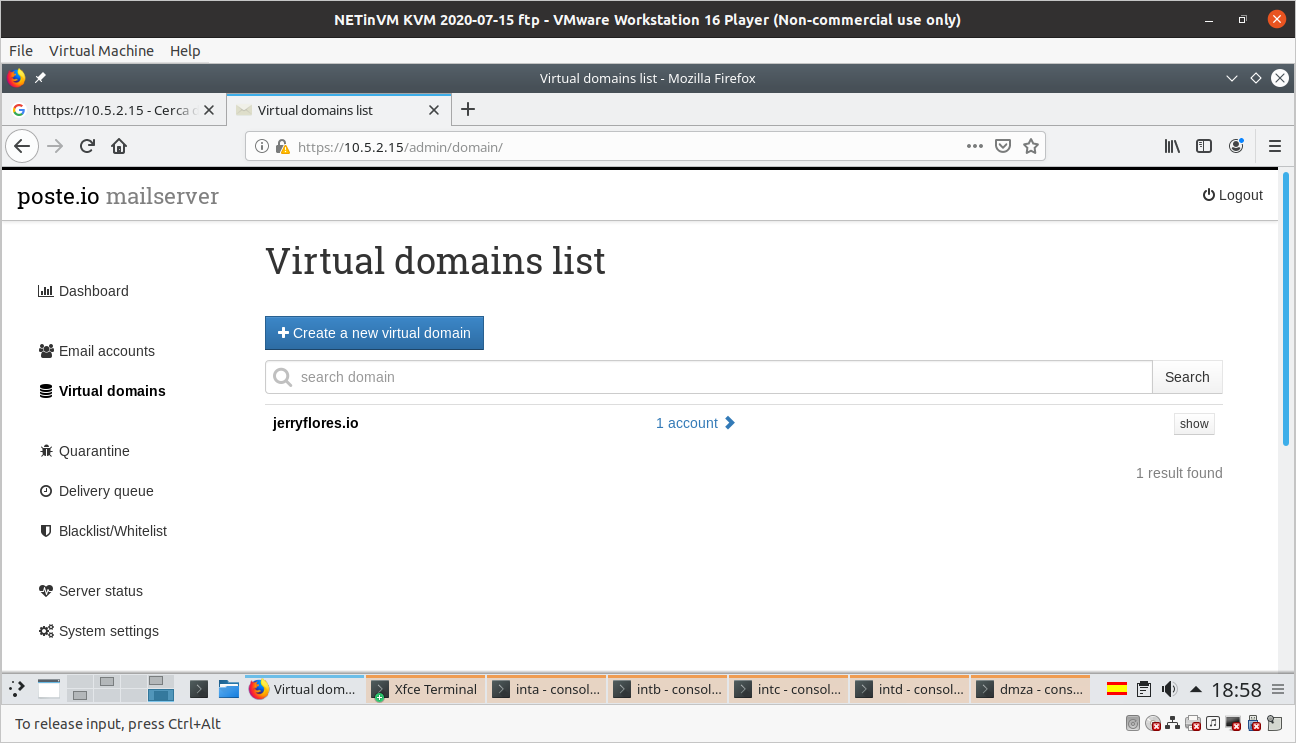 NETinVM KVM 2020-07-15 ftp - VMware Workstation 16 Player (Non-commercial use only)
File Virtual Machine Help
Virtual domains list - Mozilla Firefox
htttps://10.5.2.15 - Cerca
Virtual domains list
https://10.5.2.15/admin/domain/
poste.io mailserver
Logout
Virtual domains list
Dashboard
Create a new virtual domain
Email accounts
search domain
Search
Virtual domains
jerryflores.io
1 account
show
Quarantine
1 result found
Delivery queue
Blacklist/Whitelist
Server status
System settings
Virtual dom...
Xfce Terminal
inta - consol...
intb - consol...
intc - consol...
intd - consol...
dmza - cons...
18:58
To release input, press Ctrl+Alt